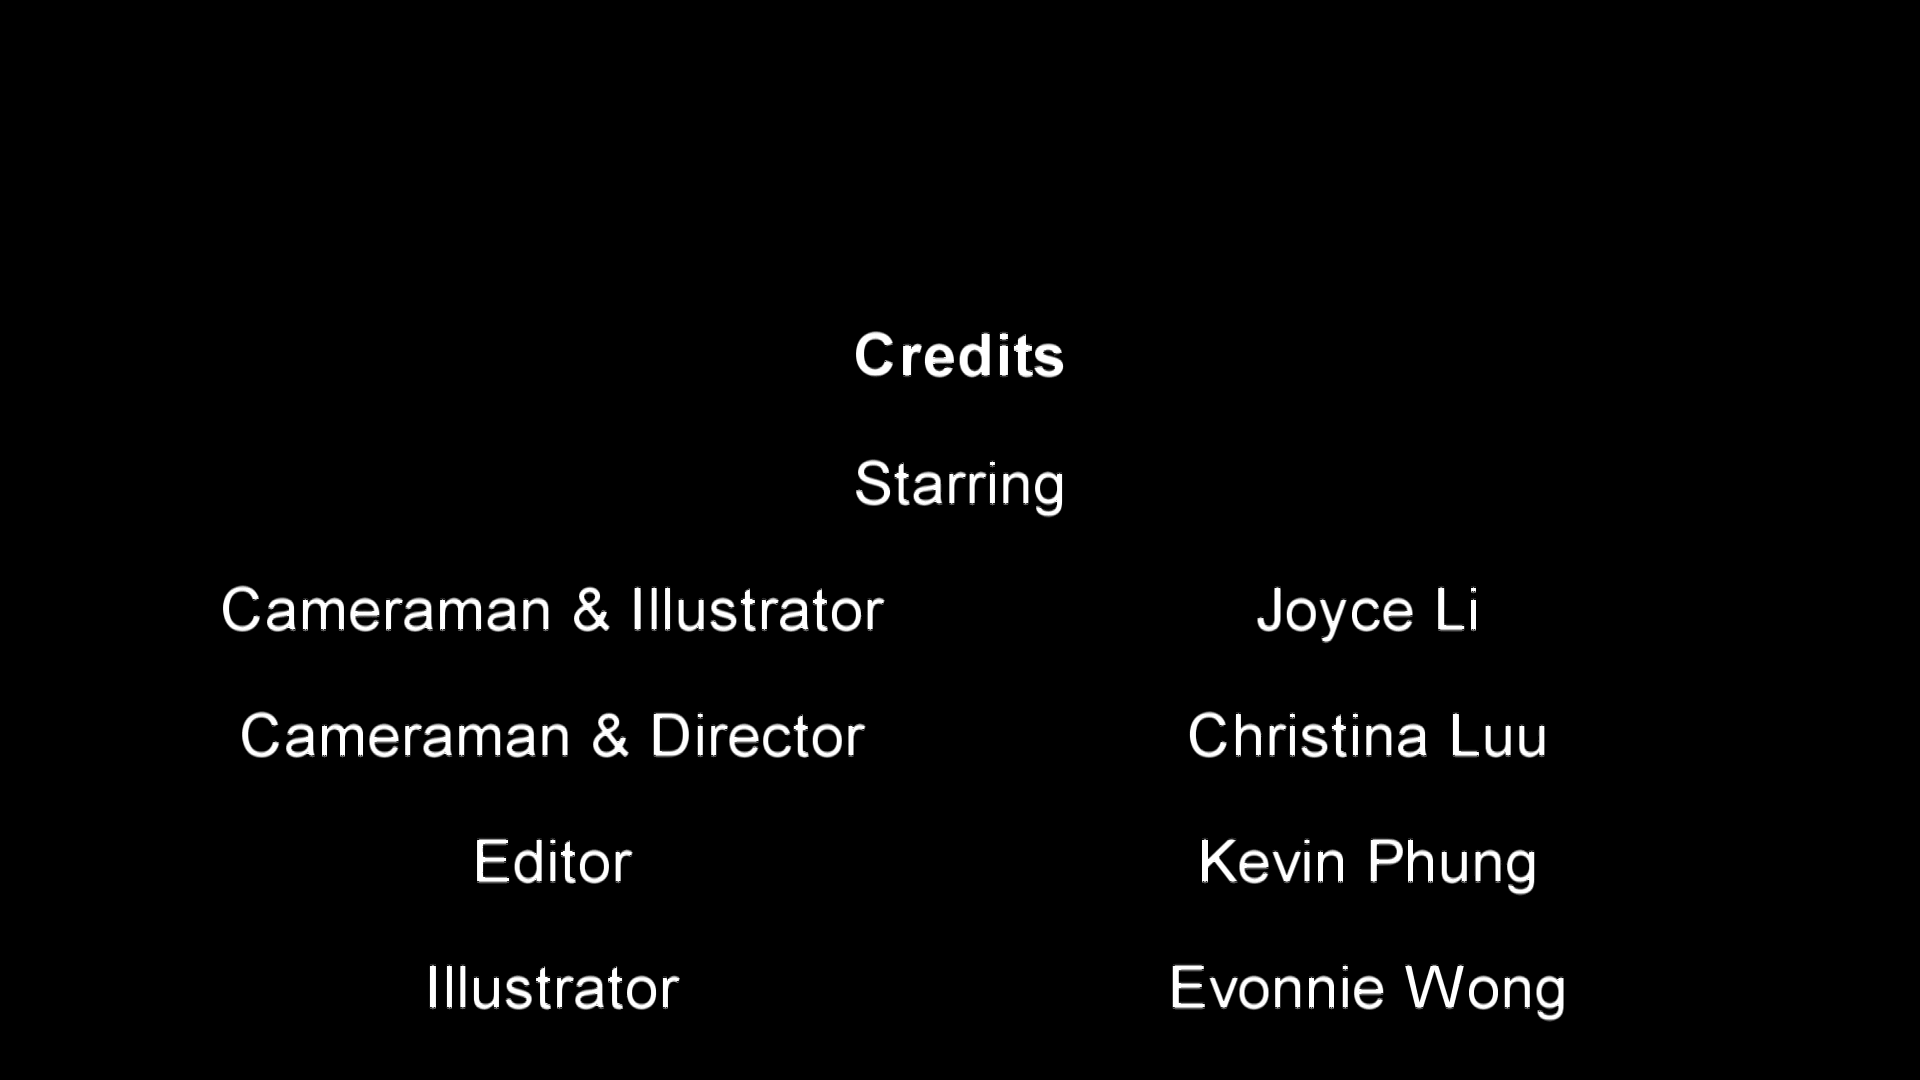 Credits
Starring
Cameraman & Illustrator Joyce Li
Cameraman & Director Christina Luu
Editor Kevin Phung
Illustrator Evonnie Wong